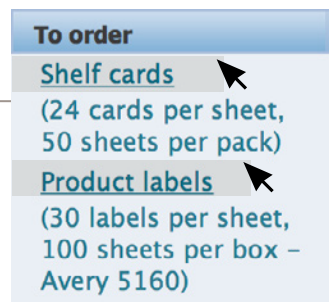 To order
Shelf cards
(24 cards per sheet,
50 sheets per pack)
Product labels
(30 labels per sheet,
100 sheets per box –
Avery 5160)